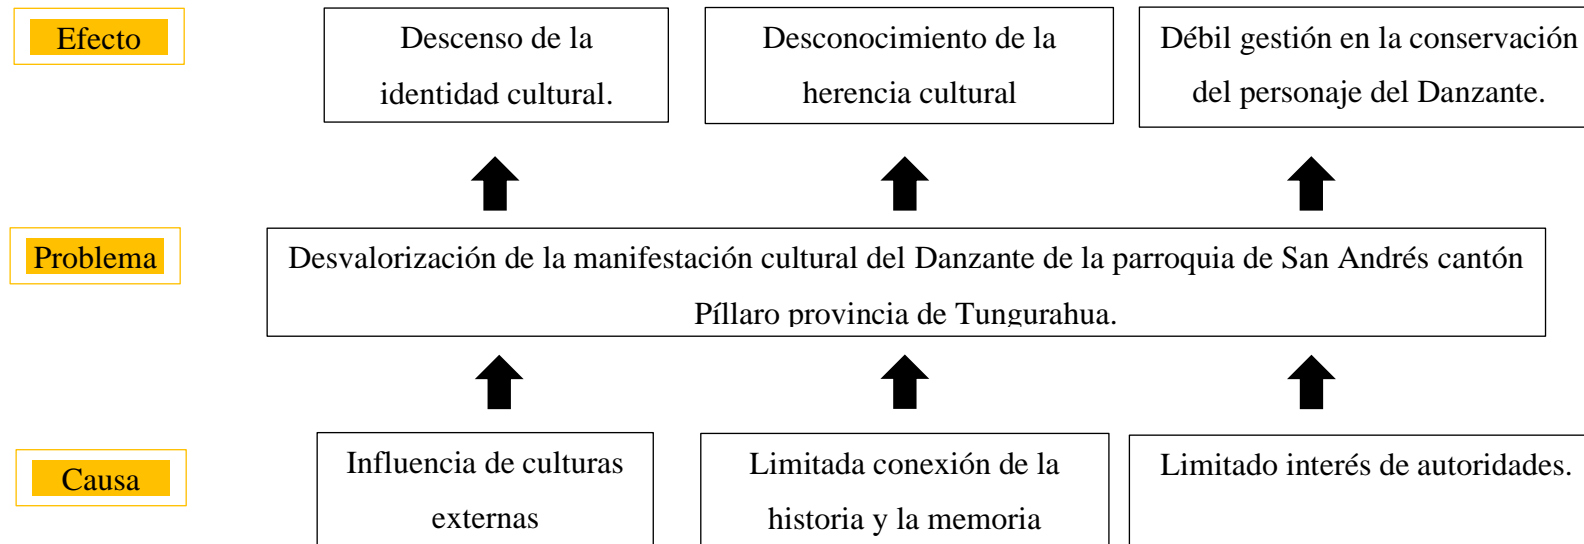 Efecto
Descenso de la
identidad cultural.
Desconocimiento de la
herencia cultural
Débil gestión en la conservación
del personaje del Danzante.
Problema
Desvalorización de la manifestación cultural del Danzante de la parroquia de San Andrés cantón
Píllaro provincia de Tungurahua.
Causa
Influencia de culturas
externas
Limitada conexión de la
historia y la memoria
Limitado interés de autoridades.